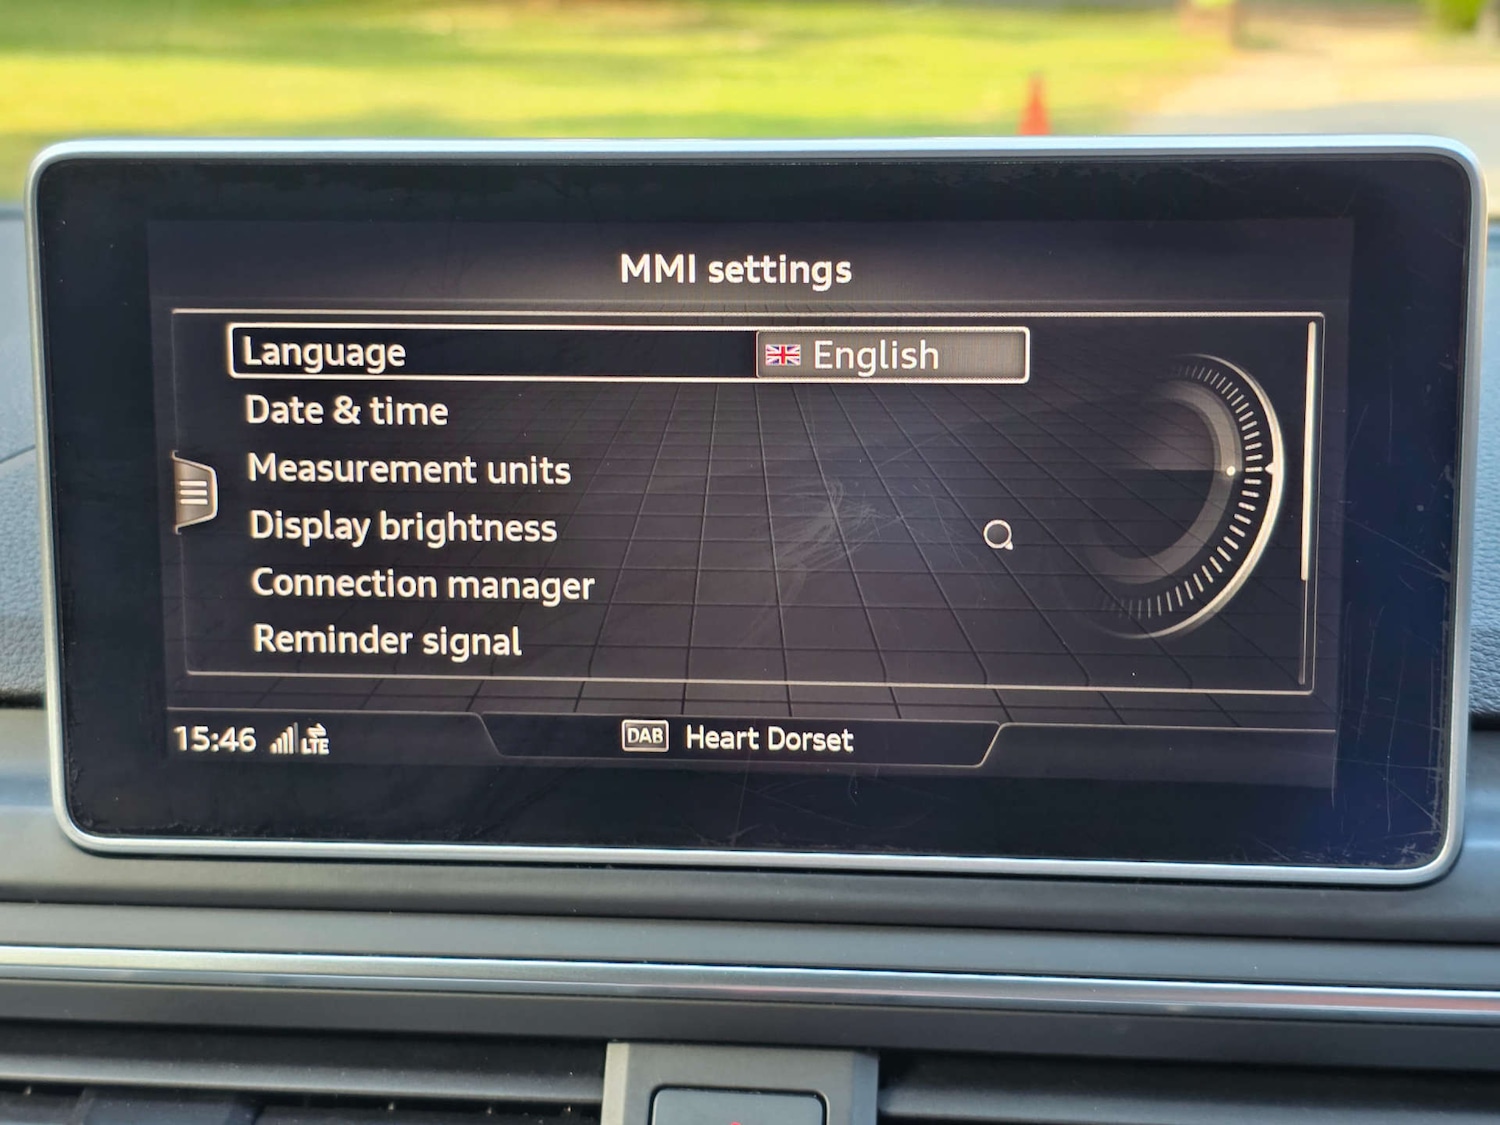 MMI settings
Language English
Date & time
Measurement units
Display brightness
Connection manager
Reminder signal
15:46 LTE DAB Heart Dorset